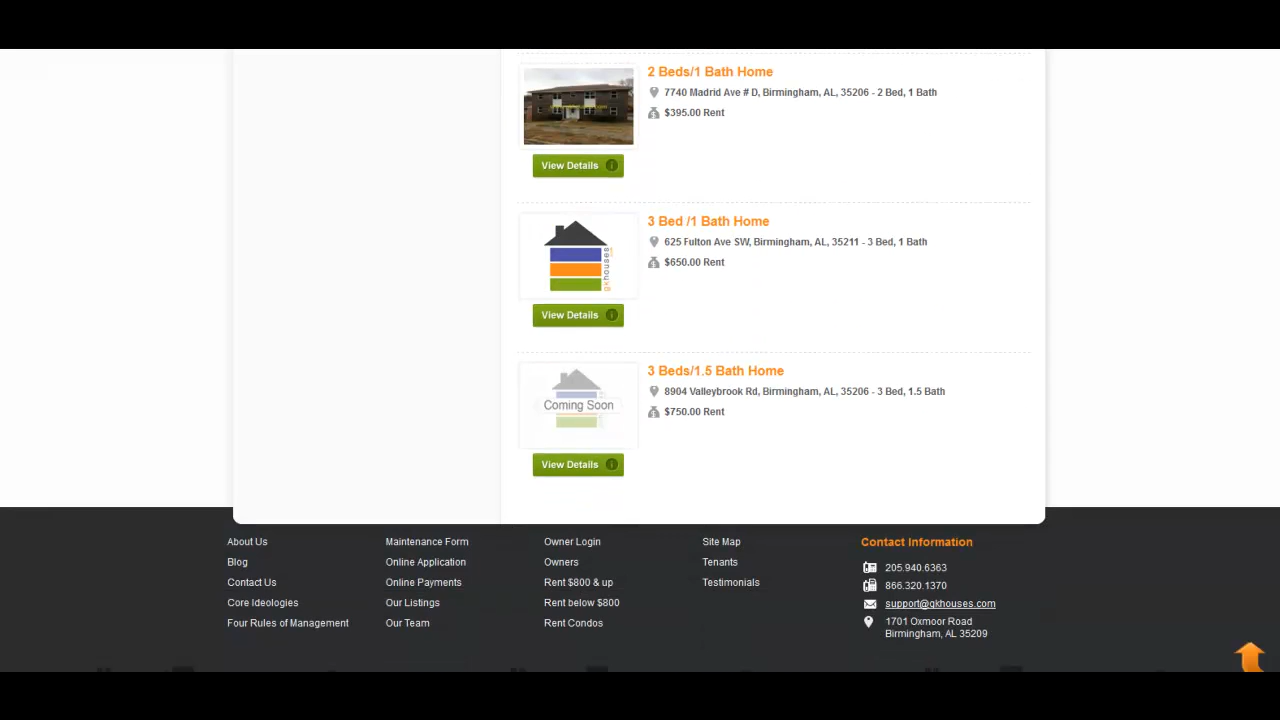 2 Beds/1 Bath Home
7740 Madrid Ave # D, Birmingham, AL, 35206 - 2 Bed, 1 Bath
$395.00 Rent
View Details
3 Bed /1 Bath Home
625 Fulton Ave SW, Birmingham, AL, 35211 - 3 Bed, 1 Bath
$650.00 Rent
gkhouses
View Details
3 Beds/1.5 Bath Home
8904 Valleybrook Rd, Birmingham, AL, 35206 - 3 Bed, 1.5 Bath
Coming Soon
$750.00 Rent
View Details
About Us
Blog
Contact Us
Core Ideologies
Four Rules of Management
Maintenance Form
Online Application
Online Payments
Our Listings
Our Team
Owner Login
Owners
Rent $800 & up
Rent below $800
Rent Condos
Site Map
Tenants
Testimonials
Contact Information
205.940.6363
866.320.1370
support@gkhouses.com
1701 Oxmoor Road
Birmingham, AL 35209